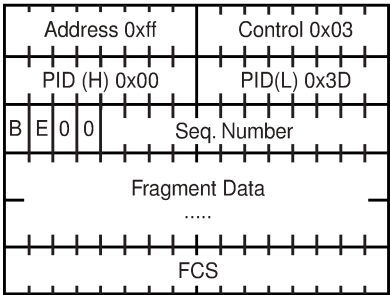 Address 0xff Control 0x03
PID (H) 0x00 PID(L) 0x3D
B E 0 0 Seq. Number
Fragment Data
.....
FCS